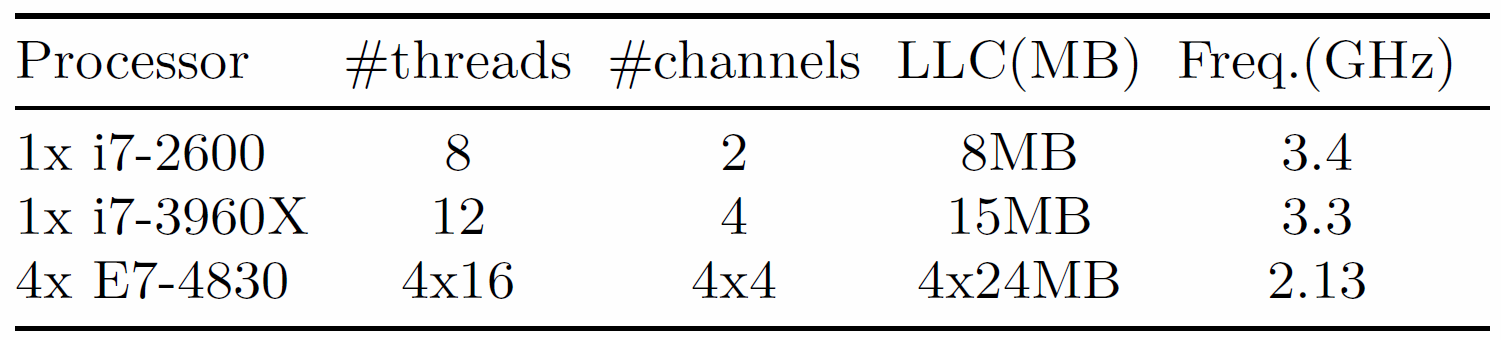 Processor #threads #channels LLC(MB) Freq.(GHz)
1x i7-2600 8 2 8MB 3.4
1x i7-3960X 12 4 15MB 3.3
4x E7-4830 4x16 4x4 4x24MB 2.13